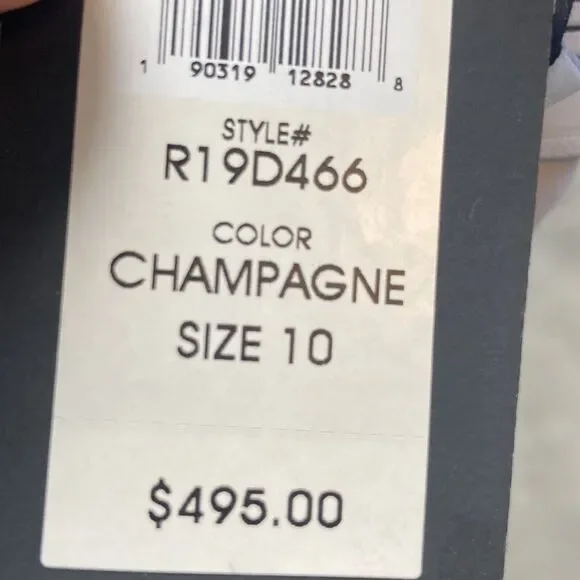 1 90319 12828 8
STYLE#
R19D466
COLOR
CHAMPAGNE
SIZE 10
$495.00